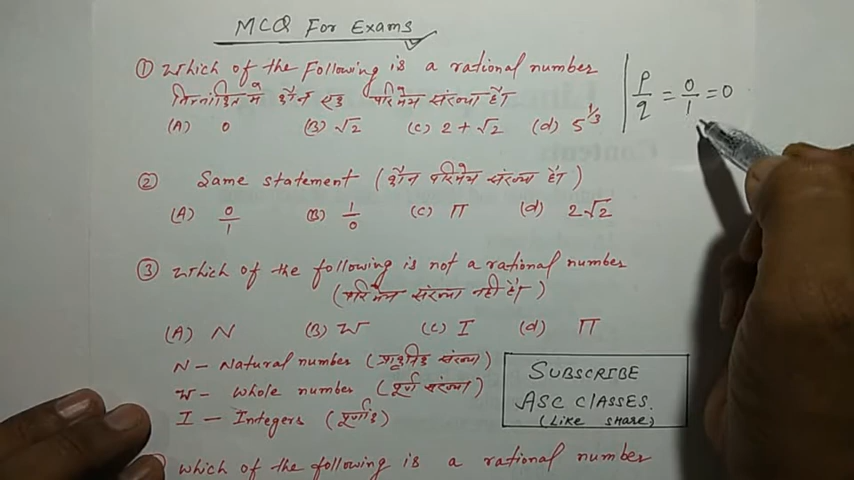 MCQ For Exams
① Which of the Following is a rational number
निम्नांकित में कौन एक परिमेय संख्या है
(A) 0 (B) √2 (C) 2 + √2 (d) 5^1/3
p/q = 0/1 = 0
② Same statement (कौन परिमेय संख्या है)
(A) 0/1 (B) 1/0 (C) π (d) 2√2
③ Which of the following is not a rational number
(परिमेय संख्या नहीं है)
(A) N (B) W (C) I (d) π
N - Natural number (प्राकृतिक संख्या)
W - Whole number (पूर्ण संख्या)
I - Integers (पूर्णांक)
SUBSCRIBE
ASC CLASSES.
(Like share)
which of the following is a rational number